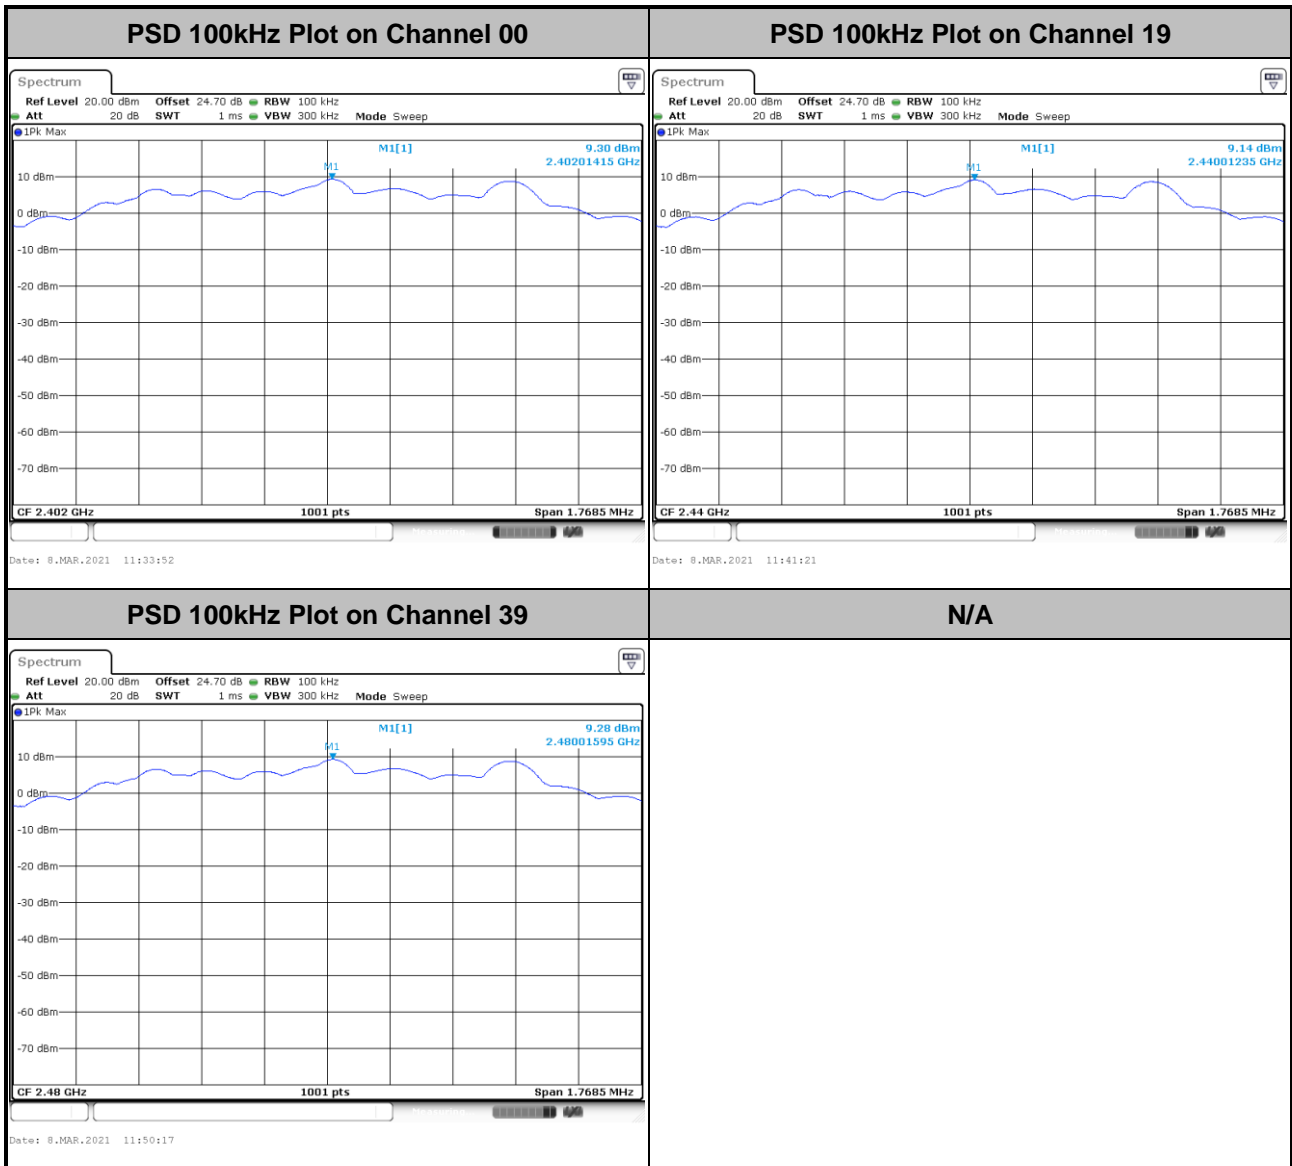 PSD 100kHz Plot on Channel 00
Spectrum
Ref Level 20.00 dBm Offset 24.70 dB RBW 100 kHz
Att 20 dB SWT 1 ms VBW 300 kHz Mode Sweep
1Pk Max
M1[1] 9.30 dBm
2.40201415 GHz
M1
10 dBm
0 dBm
-10 dBm
-20 dBm
-30 dBm
-40 dBm
-50 dBm
-60 dBm
-70 dBm
CF 2.402 GHz 1001 pts Span 1.7685 MHz
Measuring...
Date: 8.MAR.2021 11:33:52
PSD 100kHz Plot on Channel 19
Spectrum
Ref Level 20.00 dBm Offset 24.70 dB RBW 100 kHz
Att 20 dB SWT 1 ms VBW 300 kHz Mode Sweep
1Pk Max
M1[1] 9.14 dBm
2.44001235 GHz
M1
10 dBm
0 dBm
-10 dBm
-20 dBm
-30 dBm
-40 dBm
-50 dBm
-60 dBm
-70 dBm
CF 2.44 GHz 1001 pts Span 1.7685 MHz
Measuring...
Date: 8.MAR.2021 11:41:21
PSD 100kHz Plot on Channel 39
Spectrum
Ref Level 20.00 dBm Offset 24.70 dB RBW 100 kHz
Att 20 dB SWT 1 ms VBW 300 kHz Mode Sweep
1Pk Max
M1[1] 9.28 dBm
2.48001595 GHz
M1
10 dBm
0 dBm
-10 dBm
-20 dBm
-30 dBm
-40 dBm
-50 dBm
-60 dBm
-70 dBm
CF 2.48 GHz 1001 pts Span 1.7685 MHz
Measuring...
Date: 8.MAR.2021 11:50:17
N/A